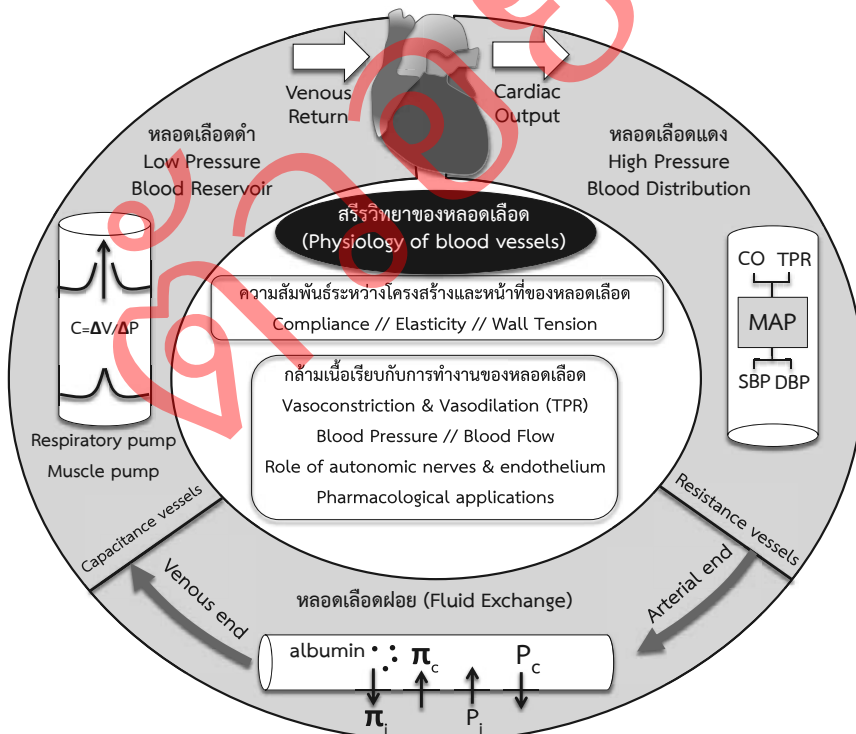 Venous
Return
Cardiac
Output
หลอดเลือดดำ
Low Pressure
Blood Reservoir
หลอดเลือดแดง
High Pressure
Blood Distribution
สรีรวิทยาของหลอดเลือด
(Physiology of blood vessels)
ความสัมพันธ์ระหว่างโครงสร้างและหน้าที่ของหลอดเลือด
Compliance // Elasticity // Wall Tension
กล้ามเนื้อเรียบกับการทำงานของหลอดเลือด
Vasoconstriction & Vasodilation (TPR)
Blood Pressure // Blood Flow
Role of autonomic nerves & endothelium
Pharmacological applications
C=ΔV/ΔP
Respiratory pump
Muscle pump
CO TPR
MAP
SBP DBP
Capacitance vessels
Resistance vessels
Venous end
Arterial end
หลอดเลือดฝอย (Fluid Exchange)
albumin πc Pc
πi Pi